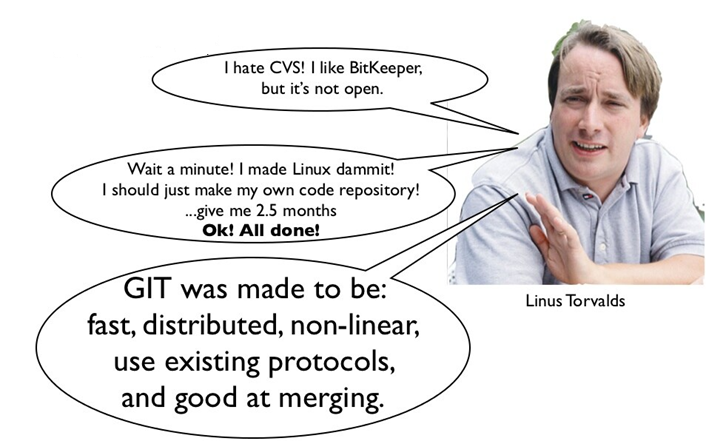 I hate CVS! I like BitKeeper,
but it's not open.
Wait a minute! I made Linux dammit!
I should just make my own code repository!
...give me 2.5 months
Ok! All done!
GIT was made to be:
fast, distributed, non-linear,
use existing protocols,
and good at merging.
Linus Torvalds